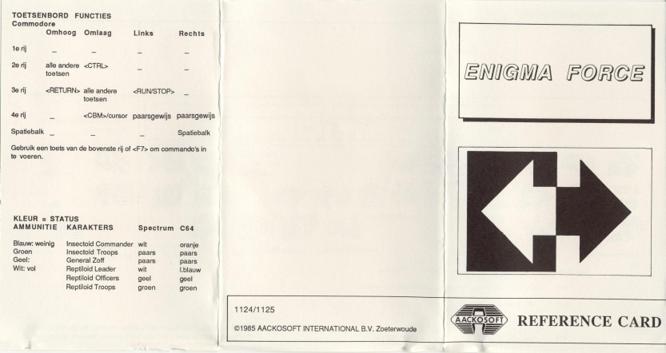 TOETSENBORD FUNCTIES
Commodore
Omhoog Omlaag Links Rechts
1e rij _ _ _ _
2e rij alle andere <CTRL> _ _
toetsen
3e rij <RETURN> alle andere <RUN/STOP> _
toetsen
4e rij _ <CBM>/cursor paarsgewijs paarsgewijs
Spatiebalk _ _ _ Spatiebalk
Gebruik een toets van de bovenste rij of <F7> om commando's in
te voeren.
KLEUR = STATUS
AMMUNITIE KARAKTERS Spectrum C64
Blauw: weinig Insectoid Commander wit oranje
Groen Insectoid Troops paars paars
Geel: General Zoff paars paars
Wit: vol Reptiloid Leader wit l.blauw
Reptiloid Officers geel geel
Reptiloid Troops groen groen
1124/1125
©1985 AACKOSOFT INTERNATIONAL B.V. Zoeterwoude
ENIGMA FORCE
AACKOSOFT REFERENCE CARD